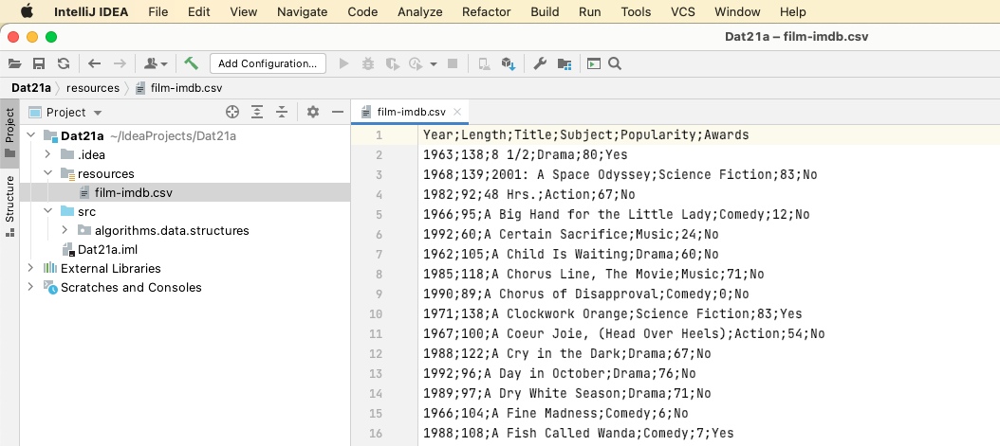 IntelliJ IDEA File Edit View Navigate Code Analyze Refactor Build Run Tools VCS Window Help
Dat21a – film-imdb.csv
Add Configuration...
Dat21a resources film-imdb.csv
Project
Structure
Project
Dat21a ~/IdeaProjects/Dat21a
.idea
resources
film-imdb.csv
src
algorithms.data.structures
Dat21a.iml
External Libraries
Scratches and Consoles
film-imdb.csv
1 Year;Length;Title;Subject;Popularity;Awards
2 1963;138;8 1/2;Drama;80;Yes
3 1968;139;2001: A Space Odyssey;Science Fiction;83;No
4 1982;92;48 Hrs.;Action;67;No
5 1966;95;A Big Hand for the Little Lady;Comedy;12;No
6 1992;60;A Certain Sacrifice;Music;24;No
7 1962;105;A Child Is Waiting;Drama;60;No
8 1985;118;A Chorus Line, The Movie;Music;71;No
9 1990;89;A Chorus of Disapproval;Comedy;0;No
10 1971;138;A Clockwork Orange;Science Fiction;83;Yes
11 1967;100;A Coeur Joie, (Head Over Heels);Action;54;No
12 1988;122;A Cry in the Dark;Drama;67;No
13 1992;96;A Day in October;Drama;76;No
14 1989;97;A Dry White Season;Drama;71;No
15 1966;104;A Fine Madness;Comedy;6;No
16 1988;108;A Fish Called Wanda;Comedy;7;Yes